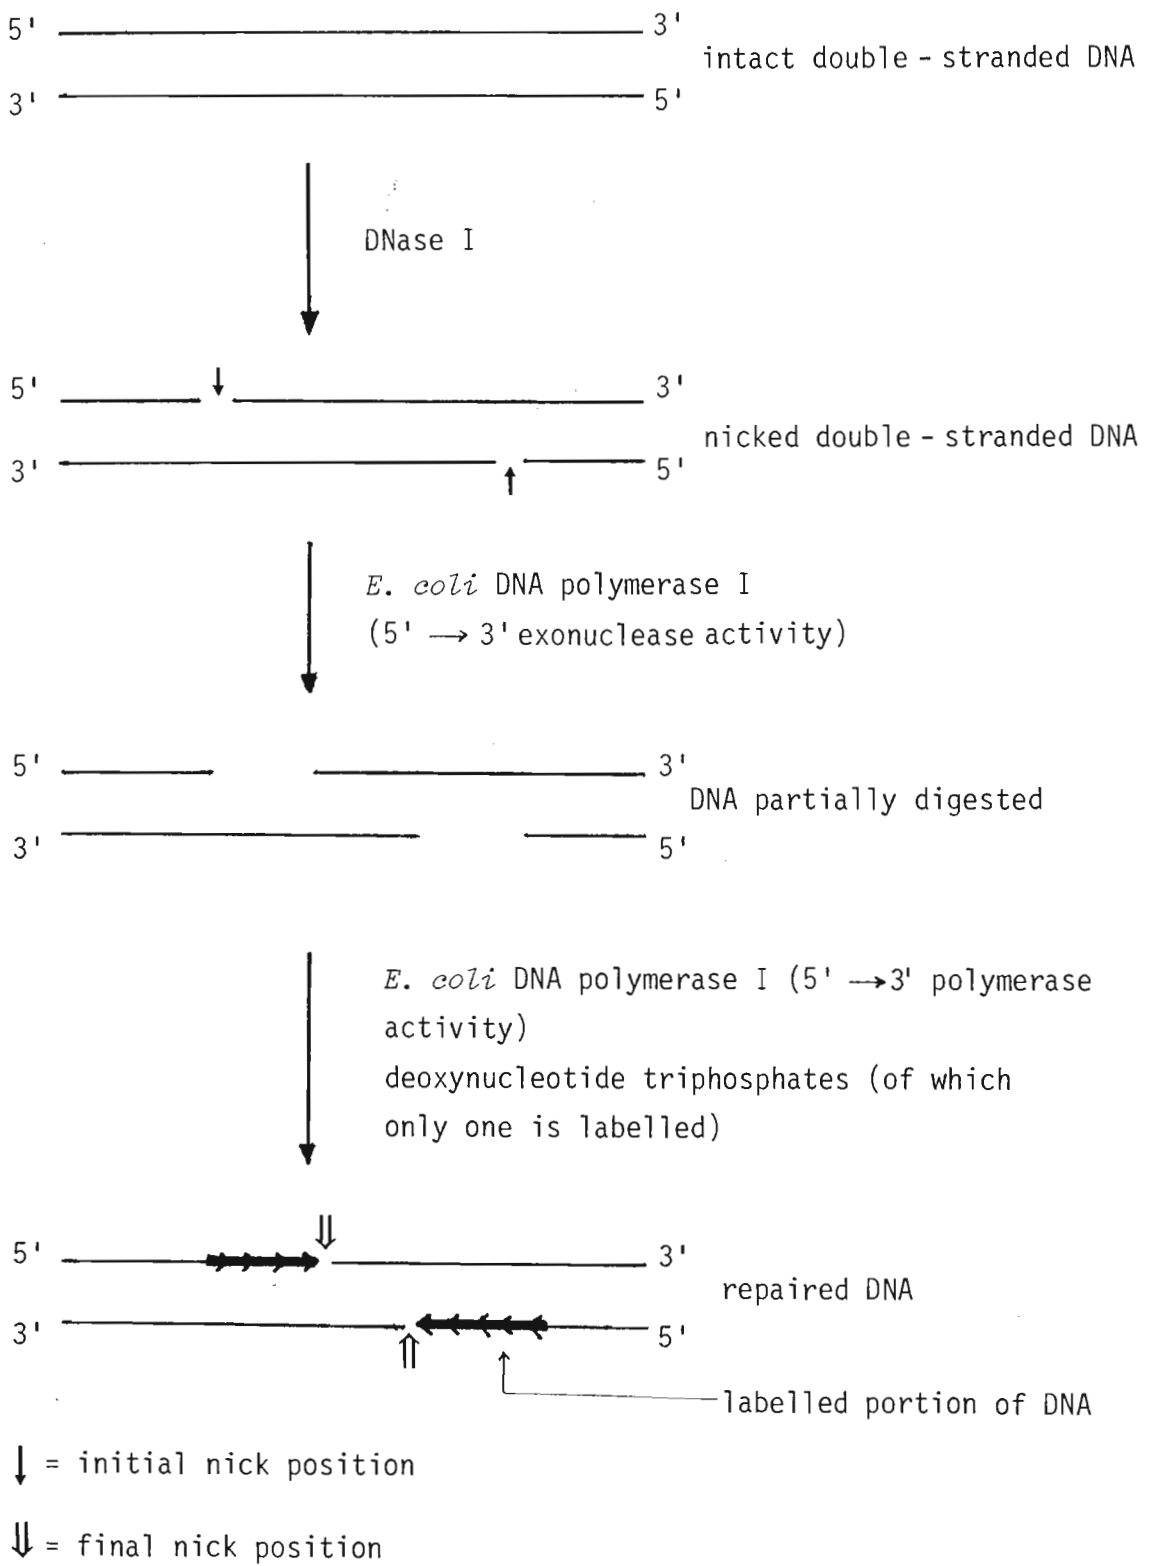 5' 3'
intact double - stranded DNA
3' 5'
DNase I
5' 3'
nicked double - stranded DNA
3' 5'
E. coli DNA polymerase I
(5' → 3' exonuclease activity)
5' 3'
DNA partially digested
3' 5'
E. coli DNA polymerase I (5' →3' polymerase
activity)
deoxynucleotide triphosphates (of which
only one is labelled)
5' 3'
repaired DNA
3' 5'
labelled portion of DNA
↓ = initial nick position
⇓ = final nick position